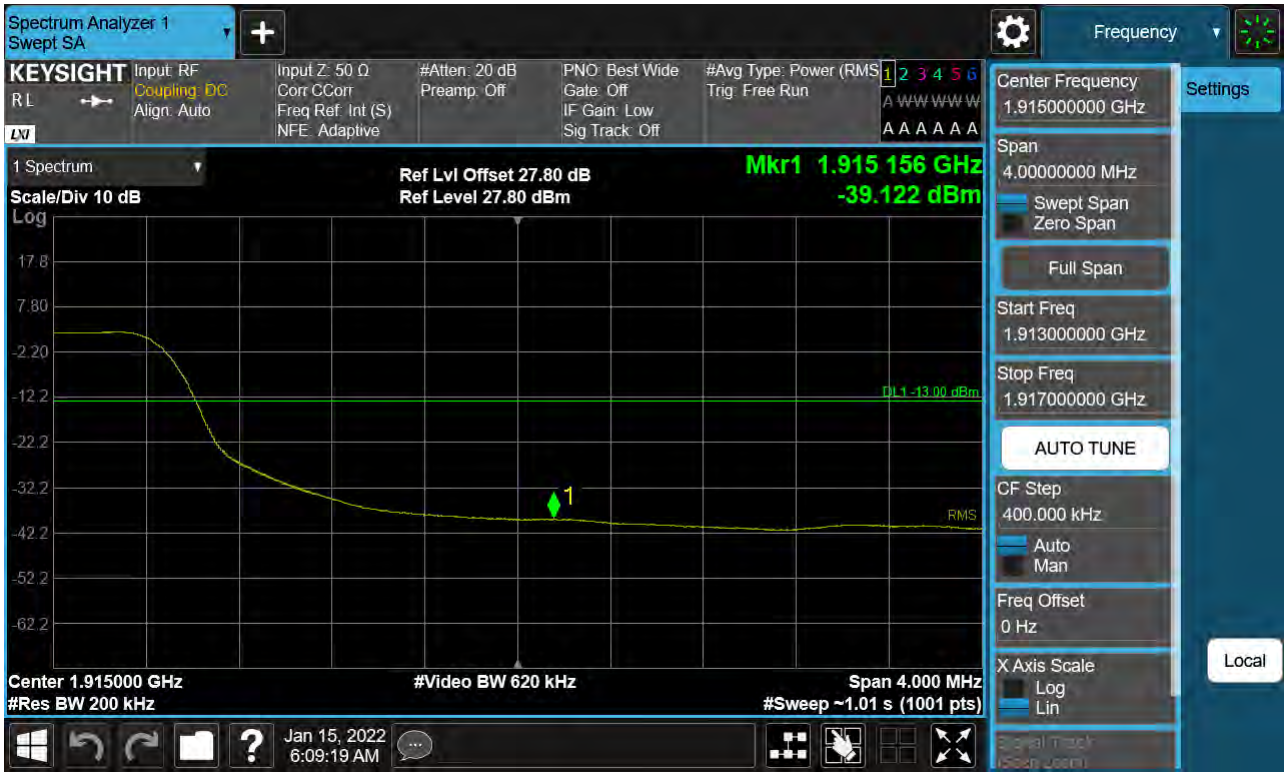 Spectrum Analyzer 1
Swept SA
Frequency
KEYSIGHT
RL
LXI
Input: RF
Coupling: DC
Align: Auto
Input Z: 50 Ω
Corr CCorr
Freq Ref: Int (S)
NFE: Adaptive
#Atten: 20 dB
Preamp: Off
PNO: Best Wide
Gate: Off
IF Gain: Low
Sig Track: Off
#Avg Type: Power (RMS
Trig: Free Run
1 2 3 4 5 6
A WW WW W
A A A A A A
1 Spectrum
Scale/Div 10 dB
Log
Ref Lvl Offset 27.80 dB
Ref Level 27.80 dBm
Mkr1 1.915 156 GHz
-39.122 dBm
17.8
7.80
-2.20
-12.2
DL1 -13.00 dBm
-22.2
-32.2
1
RMS
-42.2
-52.2
-62.2
Center 1.915000 GHz
#Video BW 620 kHz
Span 4.000 MHz
#Res BW 200 kHz
#Sweep ~1.01 s (1001 pts)
Center Frequency
1.915000000 GHz
Settings
Span
4.00000000 MHz
Swept Span
Zero Span
Full Span
Start Freq
1.913000000 GHz
Stop Freq
1.917000000 GHz
AUTO TUNE
CF Step
400.000 kHz
Auto
Man
Freq Offset
0 Hz
X Axis Scale
Log
Lin
Local
Signal Track
(Span Zoom)
?
Jan 15, 2022
6:09:19 AM